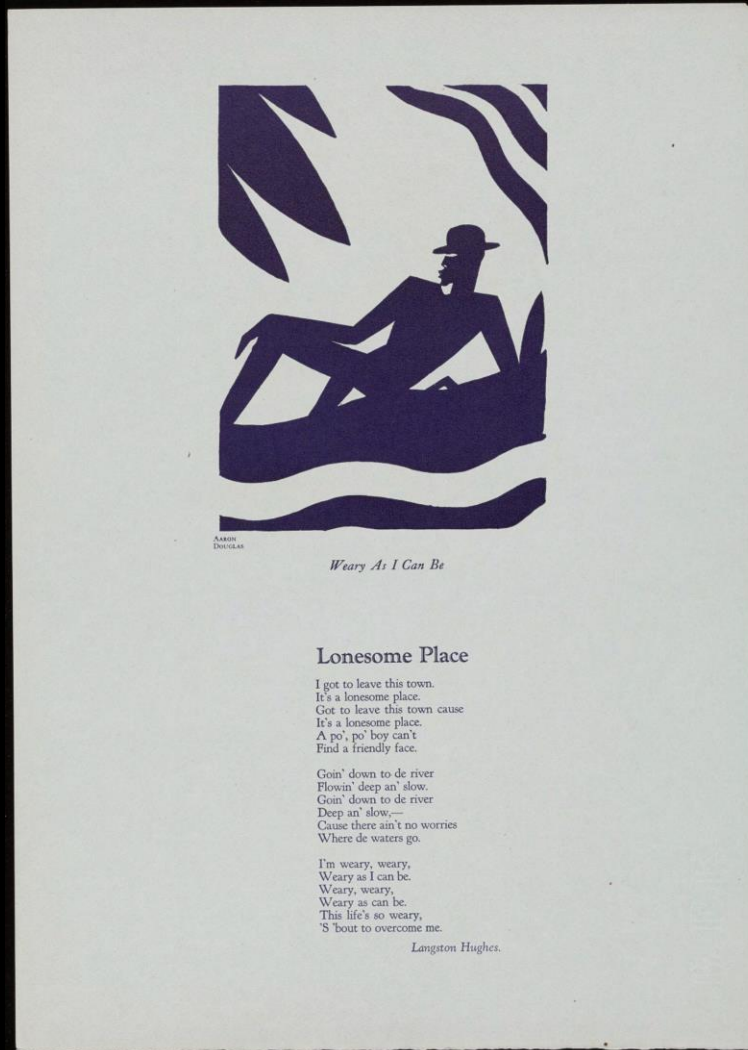 AARON
DOUGLAS
Weary As I Can Be
Lonesome Place
I got to leave this town.
It's a lonesome place.
Got to leave this town cause
It's a lonesome place.
A po', po' boy can't
Find a friendly face.
Goin' down to de river
Flowin' deep an' slow.
Goin' down to de river
Deep an' slow,—
Cause there ain't no worries
Where de waters go.
I'm weary, weary,
Weary as I can be.
Weary, weary,
Weary as can be.
This life's so weary,
'S 'bout to overcome me.
Langston Hughes.